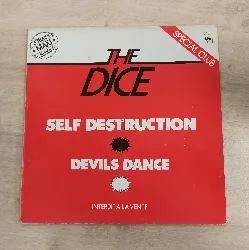 SPECIAL CLUB
THE
DICE
SELF DESTRUCTION
DEVILS DANCE
INTERDIT A LA VENTE